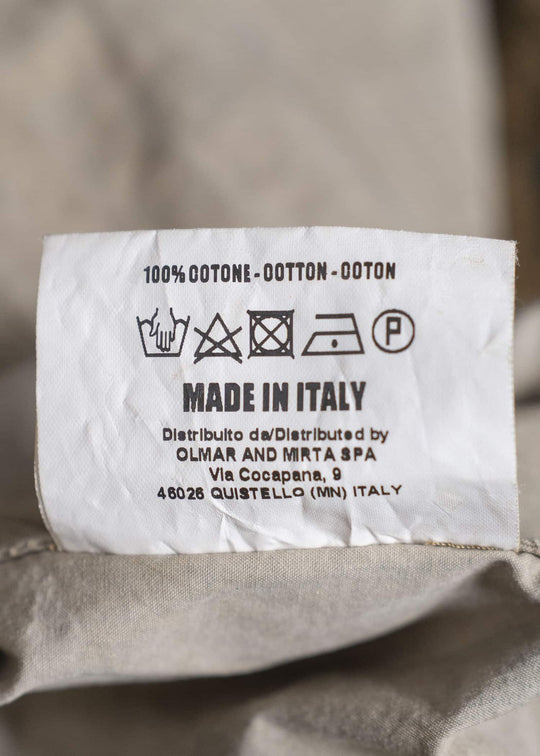 100% COTONE - COTTON - COTON
P
MADE IN ITALY
Distribuito da/Distributed by
OLMAR AND MIRTA SPA
Via Cocapana, 9
46026 QUISTELLO (MN) ITALY